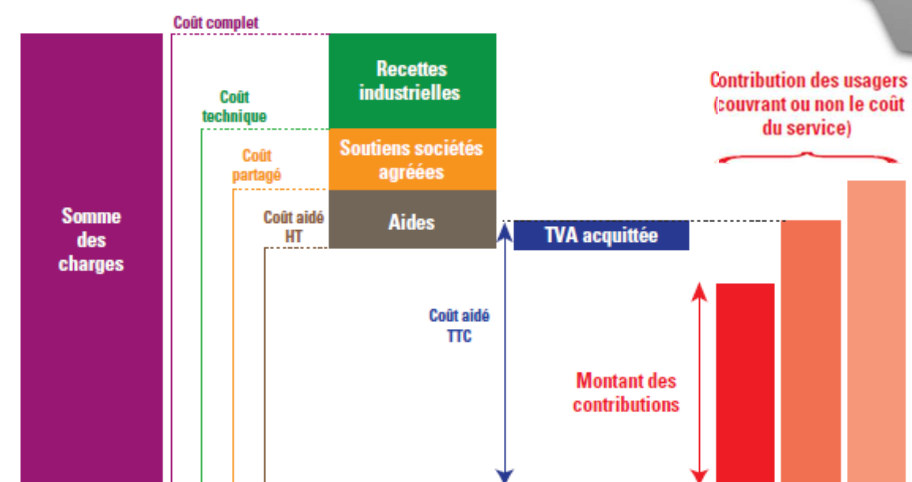 Coût complet
Recettes
industrielles
Coût
technique
Contribution des usagers
(couvrant ou non le coût
du service)
Soutiens sociétés
agréées
Coût
partagé
Somme
des
charges
Coût aidé
HT
Aides
TVA acquittée
Coût aidé
TTC
Montant des
contributions